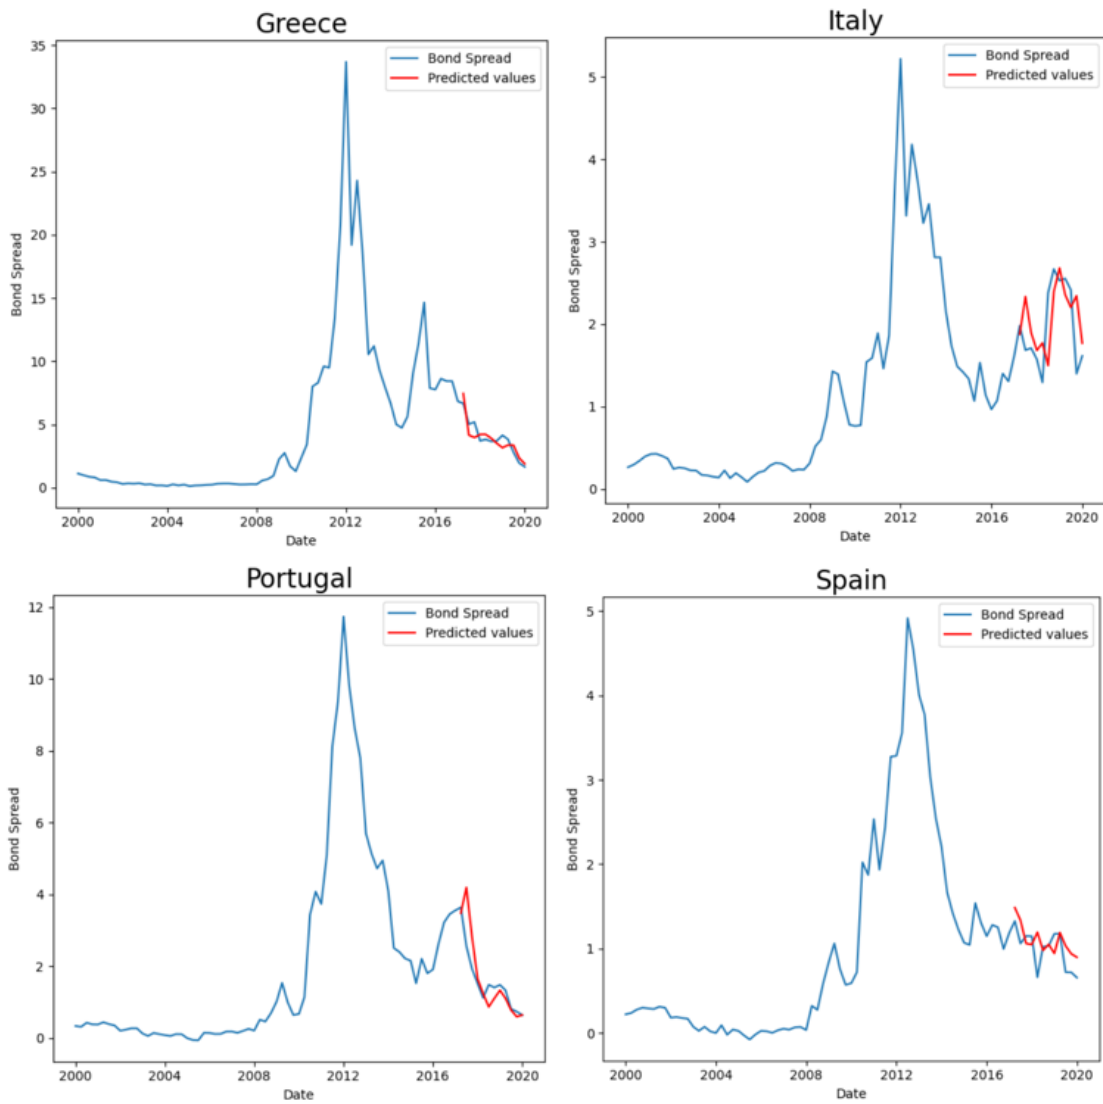 Greece
35
30
25
20
15
10
5
0
Bond Spread
Bond Spread
Predicted values
2000 2004 2008 2012 2016 2020
Date
Italy
5
4
3
2
1
0
Bond Spread
Bond Spread
Predicted values
2000 2004 2008 2012 2016 2020
Date
Portugal
12
10
8
6
4
2
0
Bond Spread
Bond Spread
Predicted values
2000 2004 2008 2012 2016 2020
Date
Spain
5
4
3
2
1
0
Bond Spread
Bond Spread
Predicted values
2000 2004 2008 2012 2016 2020
Date